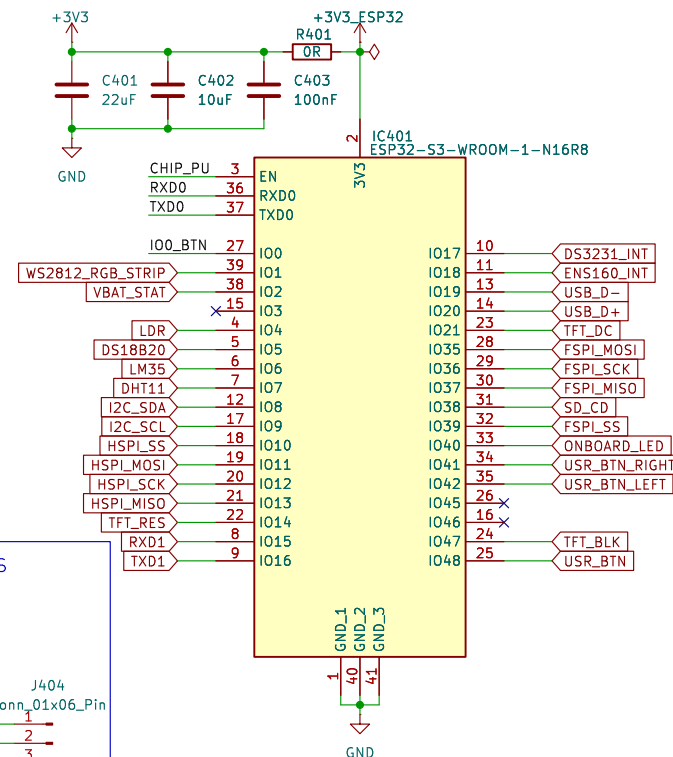 +3V3
+3V3_ESP32
R401
0R
C401
22uF
C402
10uF
C403
100nF
GND
IC401
ESP32-S3-WROOM-1-N16R8
2
3V3
CHIP_PU 3 EN
RXD0 36 RXD0
TXD0 37 TXD0
IO0_BTN 27 IO0
WS2812_RGB_STRIP 39 IO1
VBAT_STAT 38 IO2
15 IO3
LDR 4 IO4
DS18B20 5 IO5
LM35 6 IO6
DHT11 7 IO7
I2C_SDA 12 IO8
I2C_SCL 17 IO9
HSPI_SS 18 IO10
HSPI_MOSI 19 IO11
HSPI_SCK 20 IO12
HSPI_MISO 21 IO13
TFT_RES 22 IO14
RXD1 8 IO15
TXD1 9 IO16
IO17 10 DS3231_INT
IO18 11 ENS160_INT
IO19 13 USB_D-
IO20 14 USB_D+
IO21 23 TFT_DC
IO35 28 FSPI_MOSI
IO36 29 FSPI_SCK
IO37 30 FSPI_MISO
IO38 31 SD_CD
IO39 32 FSPI_SS
IO40 33 ONBOARD_LED
IO41 34 USR_BTN_RIGHT
IO42 35 USR_BTN_LEFT
IO45 26
IO46 16
IO47 24 TFT_BLK
IO48 25 USR_BTN
GND_1
GND_2
GND_3
1
40
41
GND
S
J404
onn_01x06_Pin
1
2
3